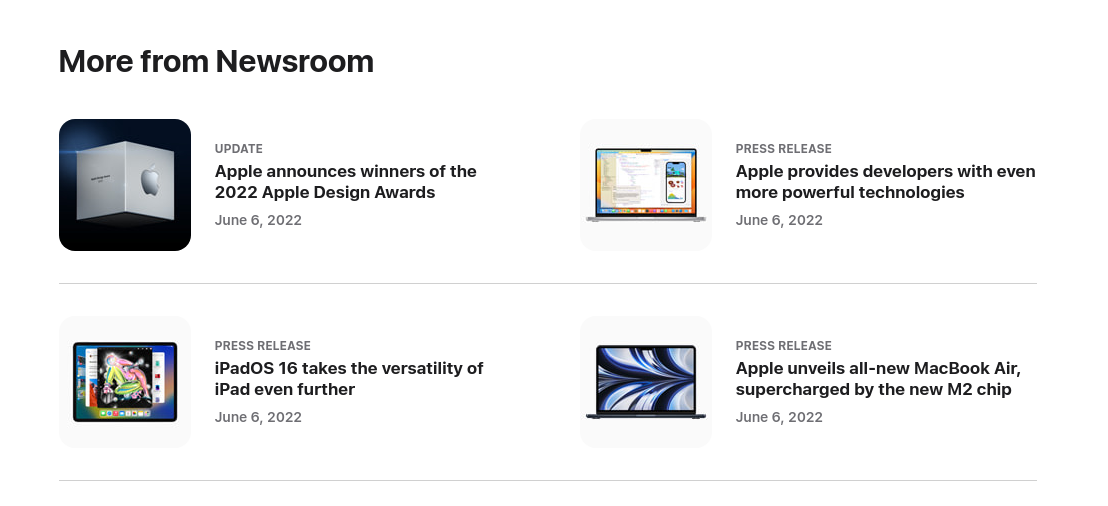 More from Newsroom
UPDATE
Apple announces winners of the
2022 Apple Design Awards
June 6, 2022
PRESS RELEASE
Apple provides developers with even
more powerful technologies
June 6, 2022
PRESS RELEASE
iPadOS 16 takes the versatility of
iPad even further
June 6, 2022
PRESS RELEASE
Apple unveils all-new MacBook Air,
supercharged by the new M2 chip
June 6, 2022